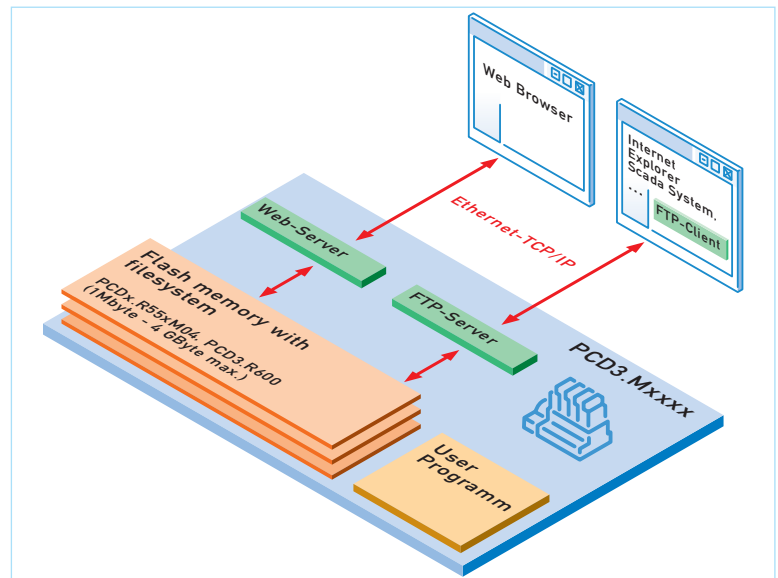 Web Browser
Internet
Explorer
Scada System.
...
FTP-Client
Ethernet-TCP/IP
Web-Server
FTP-Server
Flash memory with
filesystem
PCDx.R55xM04, PCD3.R600
(1Mbyte - 4 GByte max.)
PCD3.Mxxxx
User
Programm